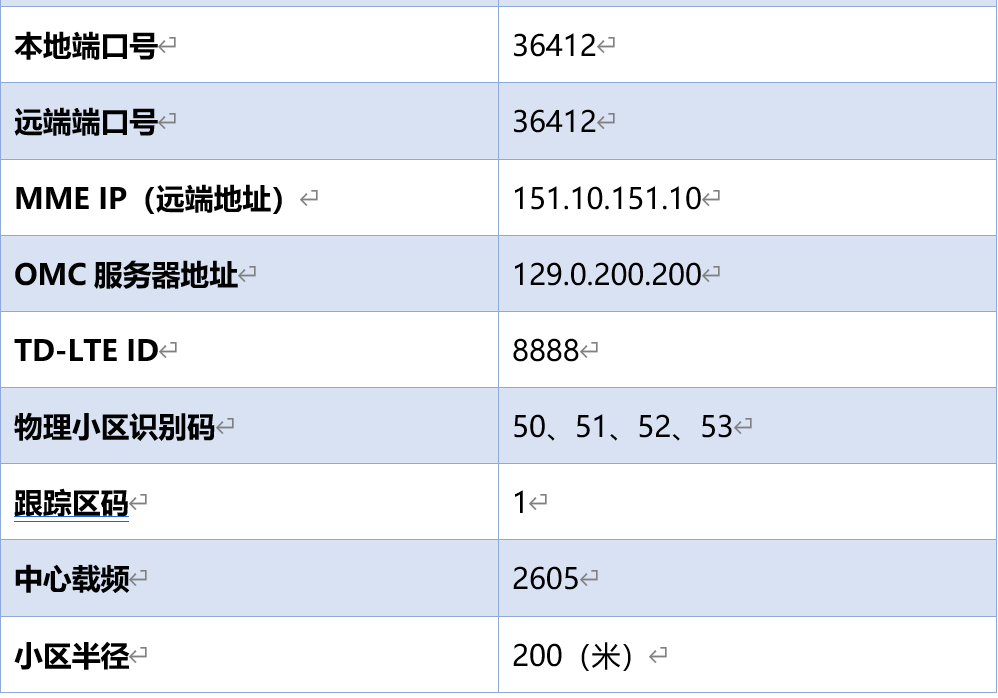 本地端口号 36412
远端端口号 36412
MME IP（远端地址） 151.10.151.10
OMC 服务器地址 129.0.200.200
TD-LTE ID 8888
物理小区识别码 50、51、52、53
跟踪区码 1
中心载频 2605
小区半径 200（米）